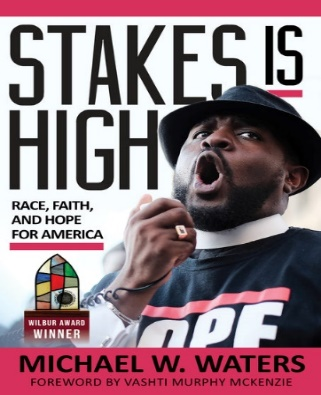 STAKES IS
HIGH
RACE, FAITH,
AND HOPE
FOR AMERICA
WILBUR AWARD
WINNER
MICHAEL W. WATERS
FOREWORD BY VASHTI MURPHY MCKENZIE